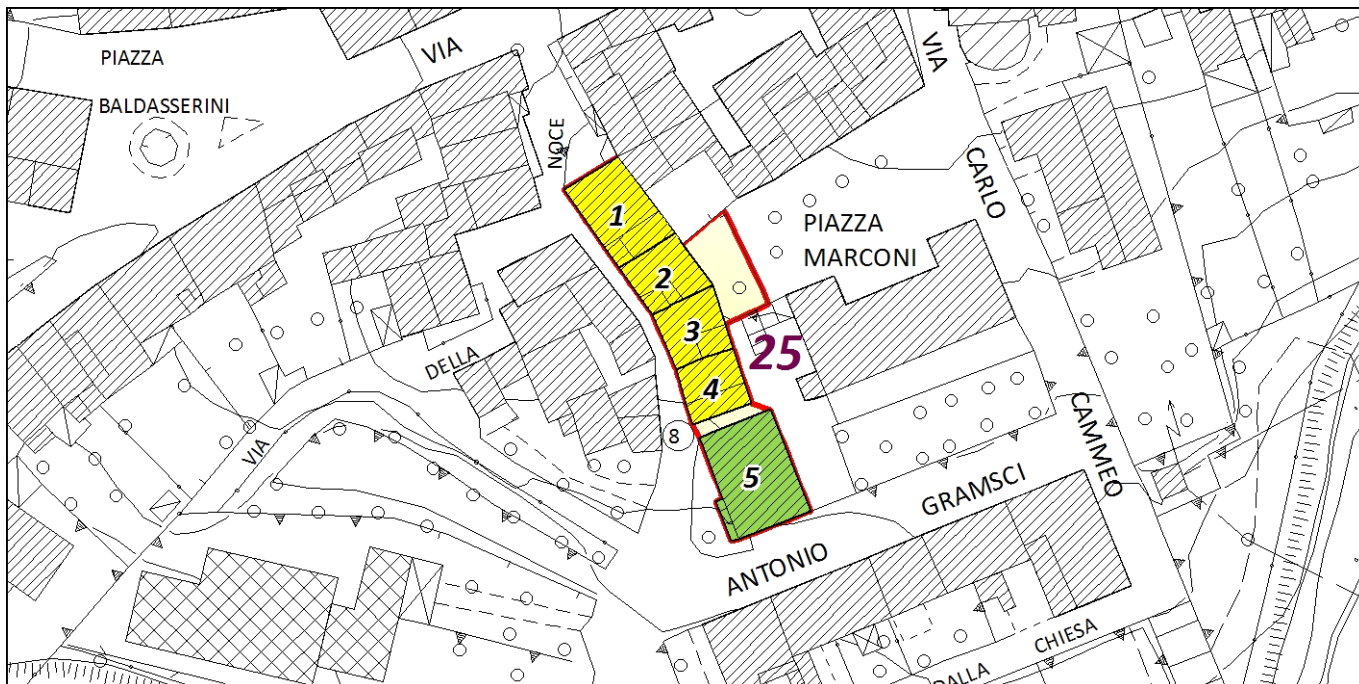 PIAZZA
BALDASSERINI
VIA
NOCE
VIA
CARLO
1
2
3
4
5
PIAZZA
MARCONI
25
DELLA
VIA
8
CAMMEO
GRAMSCI
ANTONIO
CHIESA
DALLA